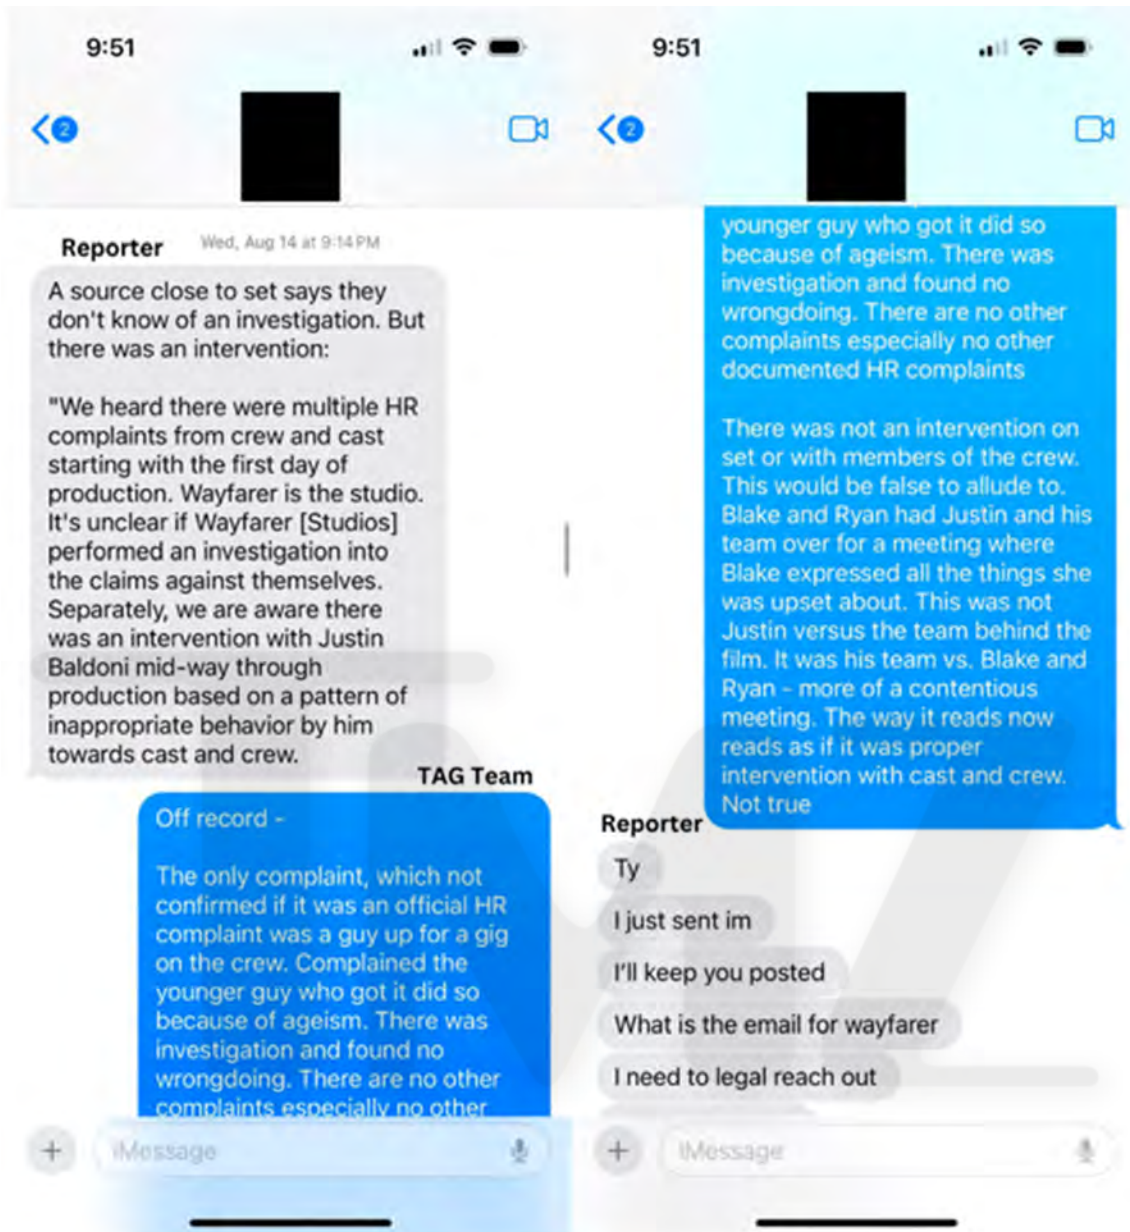 9:51
2
Reporter
Wed, Aug 14 at 9:14 PM
A source close to set says they
don't know of an investigation. But
there was an intervention:
"We heard there were multiple HR
complaints from crew and cast
starting with the first day of
production. Wayfarer is the studio.
It's unclear if Wayfarer [Studios]
performed an investigation into
the claims against themselves.
Separately, we are aware there
was an intervention with Justin
Baldoni mid-way through
production based on a pattern of
inappropriate behavior by him
towards cast and crew.
TAG Team
Off record -
The only complaint, which not
confirmed if it was an official HR
complaint was a guy up for a gig
on the crew. Complained the
younger guy who got it did so
because of ageism. There was
investigation and found no
wrongdoing. There are no other
complaints especially no other
iMessage
9:51
2
younger guy who got it did so
because of ageism. There was
investigation and found no
wrongdoing. There are no other
complaints especially no other
documented HR complaints
There was not an intervention on
set or with members of the crew.
This would be false to allude to.
Blake and Ryan had Justin and his
team over for a meeting where
Blake expressed all the things she
was upset about. This was not
Justin versus the team behind the
film. It was his team vs. Blake and
Ryan - more of a contentious
meeting. The way it reads now
reads as if it was proper
intervention with cast and crew.
Not true
Reporter
Ty
I just sent im
I'll keep you posted
What is the email for wayfarer
I need to legal reach out
iMessage
TMZ